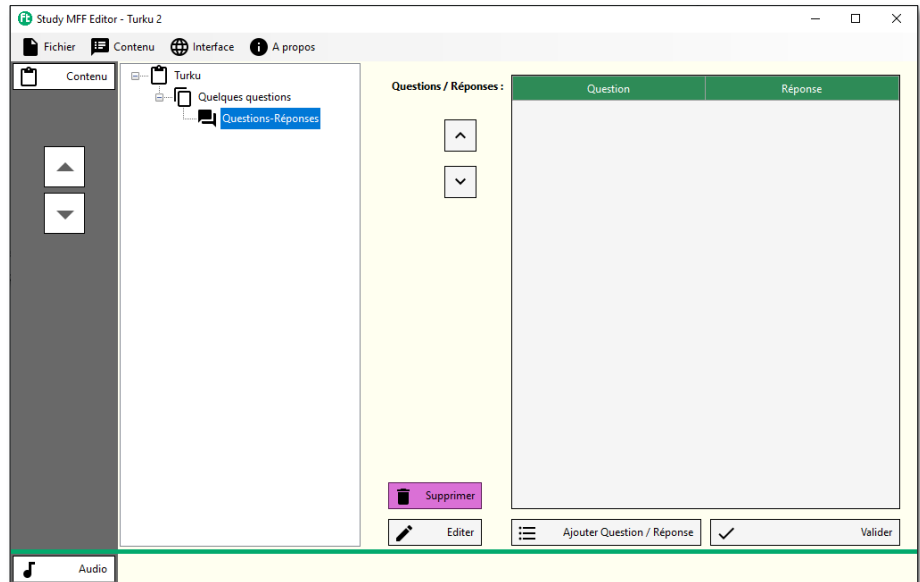 ft Study MFF Editor - Turku 2
Fichier Contenu Interface A propos
Contenu
Turku
Quelques questions
Questions-Réponses
Questions / Réponses :
Question Réponse
Supprimer
Editer
Ajouter Question / Réponse
Valider
Audio